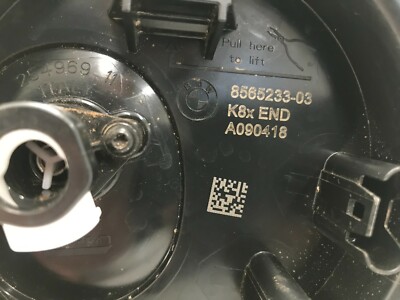 Pull here
to lift
8565233-03
K8x END
A090418